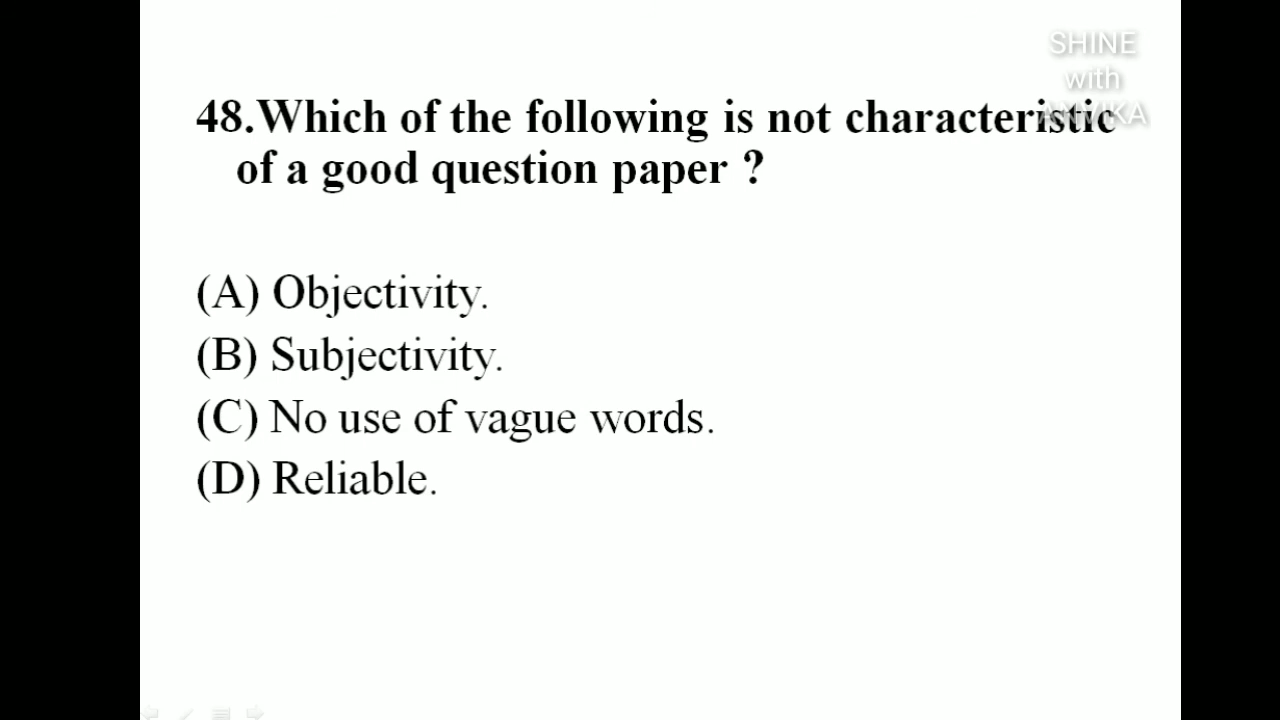 SHINE
with
ANVIKA
48.Which of the following is not characteristic
of a good question paper ?
(A) Objectivity.
(B) Subjectivity.
(C) No use of vague words.
(D) Reliable.